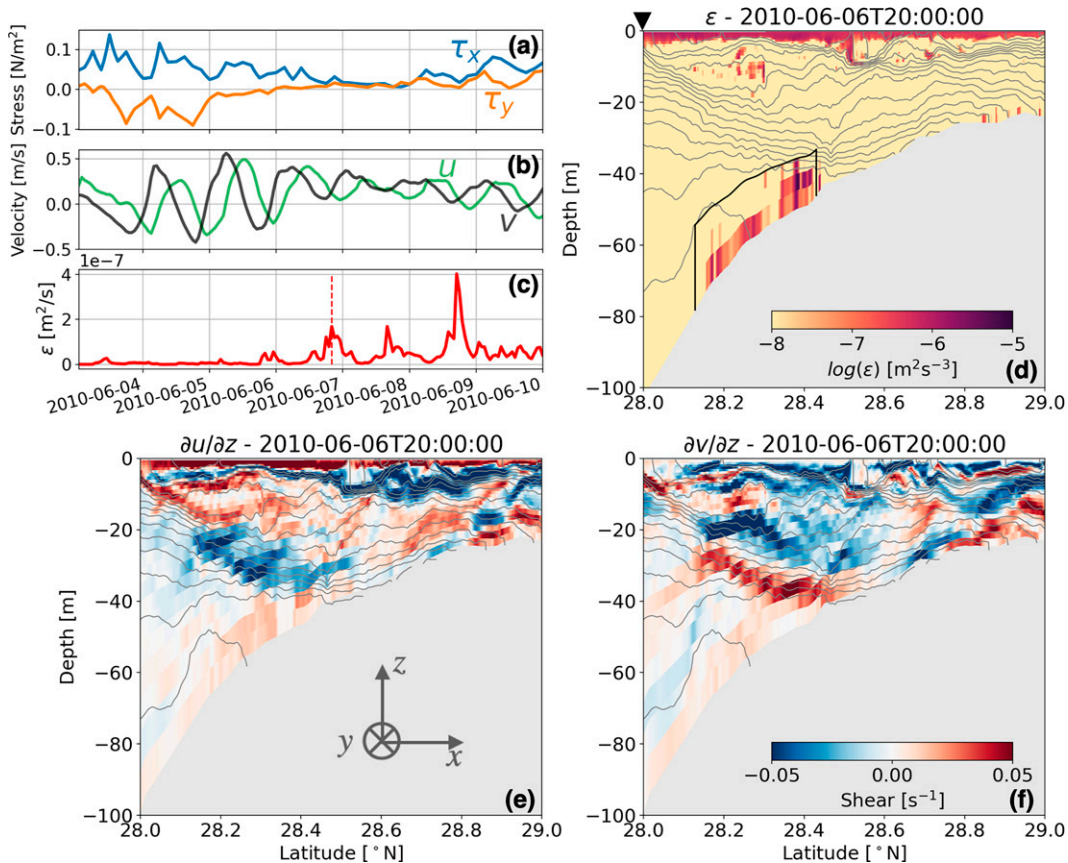 Stress [N/m²]
0.1
0.0
−0.1
τx
τy
(a)
Velocity [m/s]
0.5
0.0
−0.5
u
v
(b)
1e-7
ε [m²/s]
4
2
0
(c)
2010-06-04
2010-06-05
2010-06-06
2010-06-07
2010-06-08
2010-06-09
2010-06-10
ε - 2010-06-06T20:00:00
Depth [m]
0
−20
−40
−60
−80
−100
−8 −7 −6 −5
log(ε) [m²s⁻³]
(d)
28.0 28.2 28.4 28.6 28.8 29.0
∂u/∂z - 2010-06-06T20:00:00
Depth [m]
0
−20
−40
−60
−80
−100
z
y
x
(e)
28.0 28.2 28.4 28.6 28.8 29.0
Latitude [°N]
∂v/∂z - 2010-06-06T20:00:00
0
−20
−40
−60
−80
−100
−0.05 0.00 0.05
Shear [s⁻¹]
(f)
28.0 28.2 28.4 28.6 28.8 29.0
Latitude [°N]